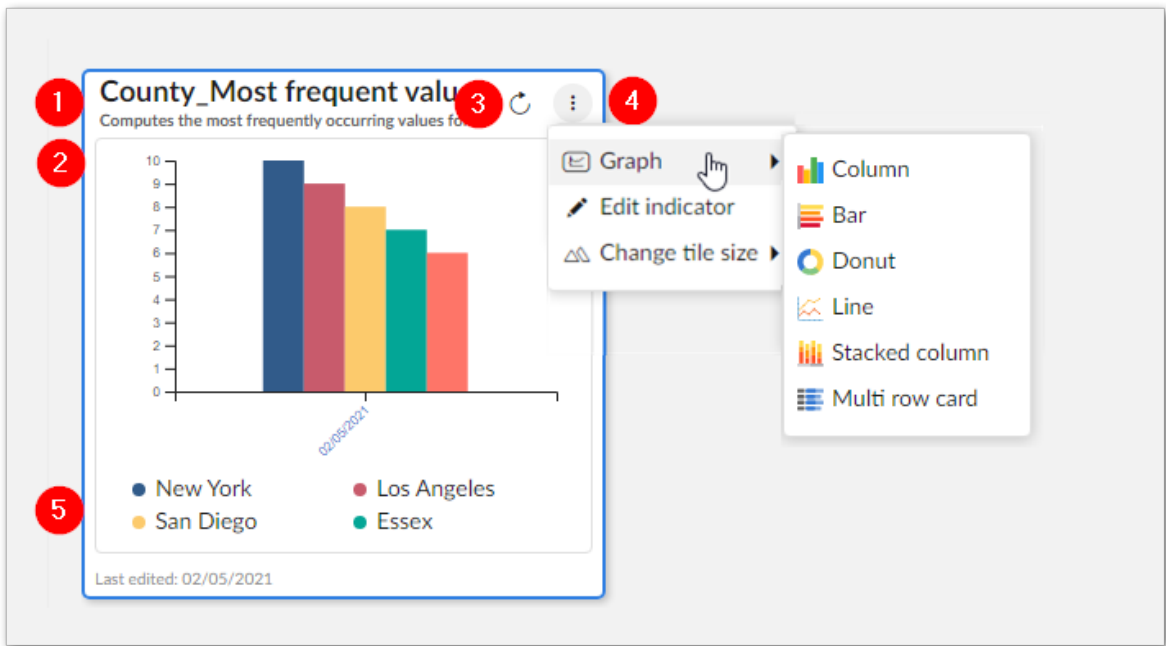 1
County_Most frequent valu
3
4
Computes the most frequently occurring values fo
2
10
9
8
7
6
5
4
3
2
1
0
02/05/2021
New York
Los Angeles
San Diego
Essex
5
Last edited: 02/05/2021
Graph
Edit indicator
Change tile size
Column
Bar
Donut
Line
Stacked column
Multi row card